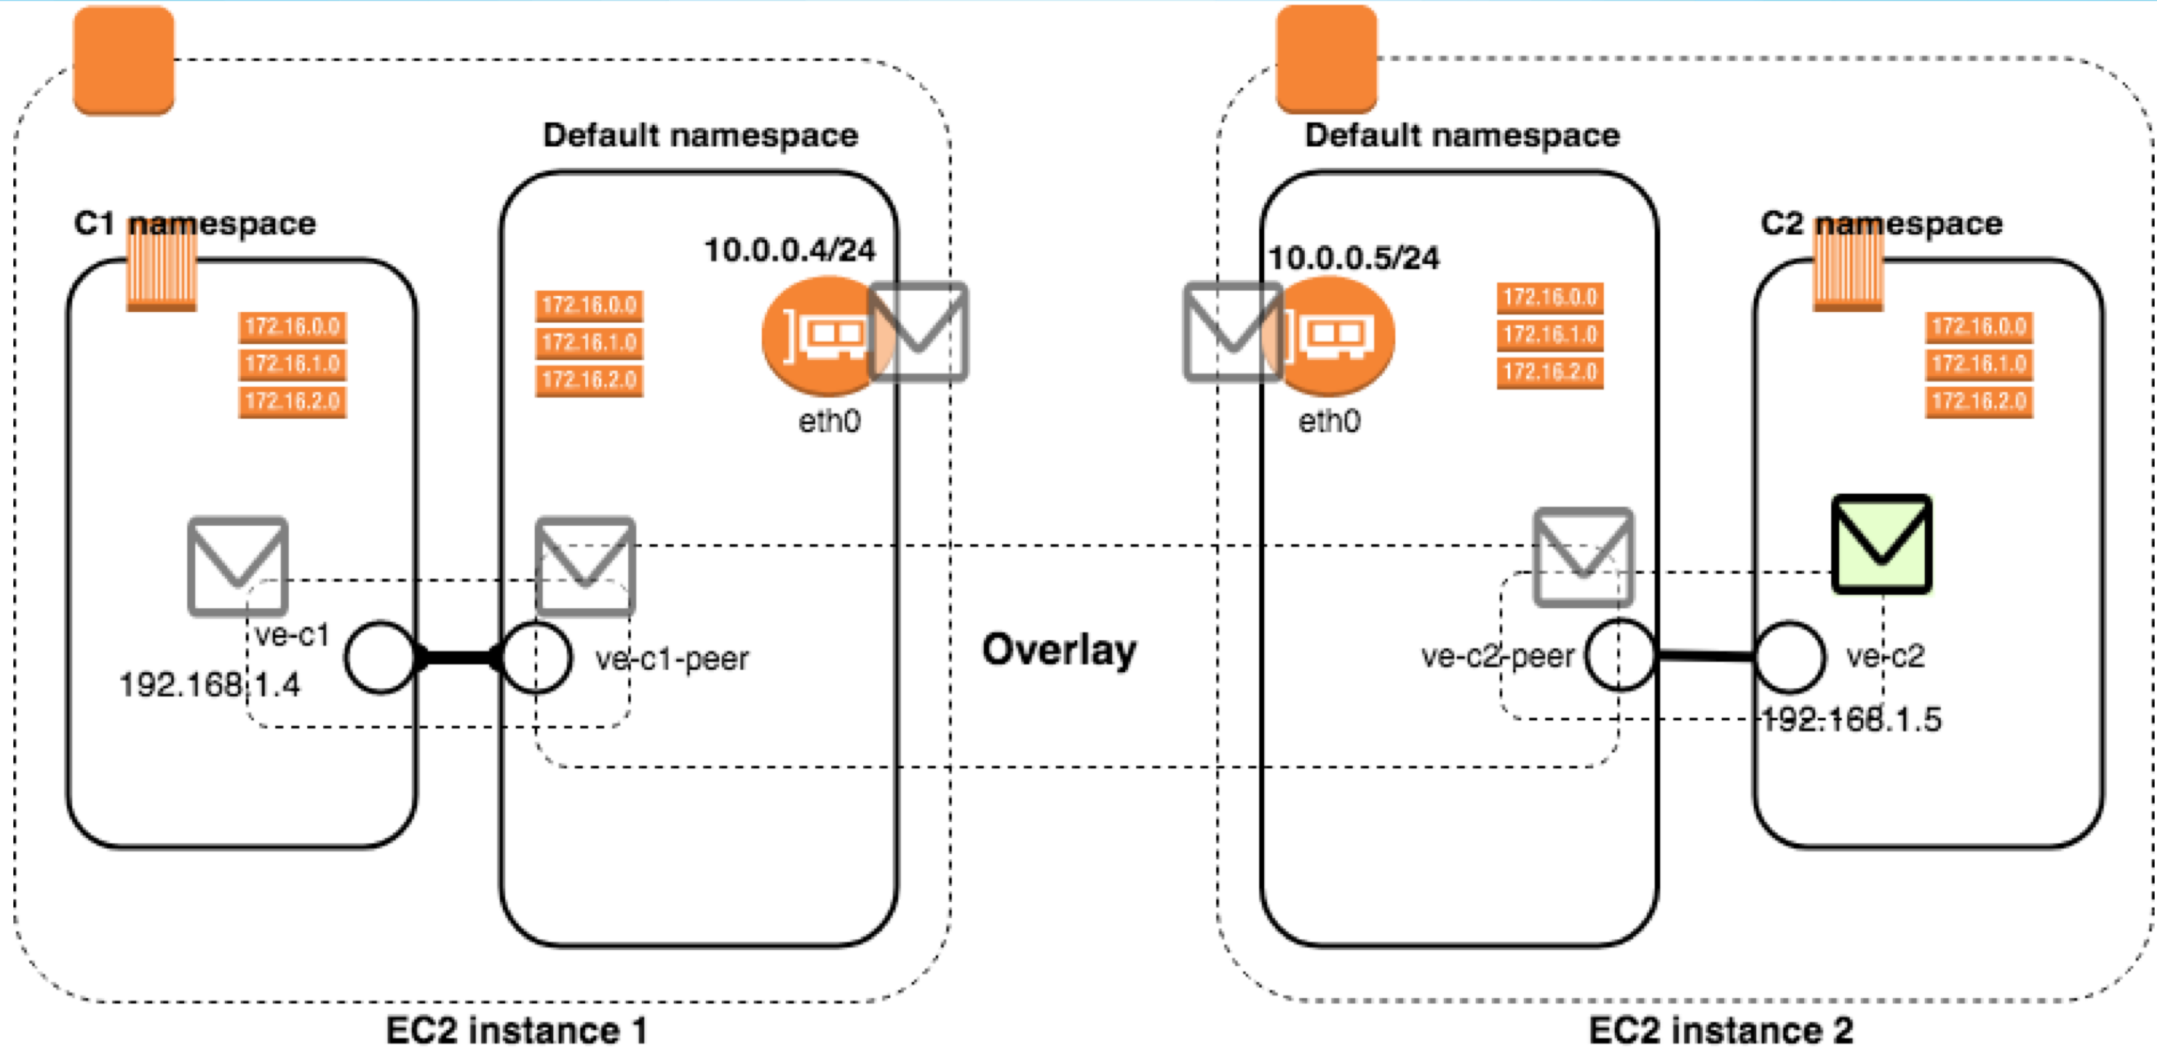 Default namespace
Default namespace
C1 namespace
C2 namespace
10.0.0.4/24
10.0.0.5/24
172.16.0.0
172.16.1.0
172.16.2.0
172.16.0.0
172.16.1.0
172.16.2.0
172.16.0.0
172.16.1.0
172.16.2.0
172.16.0.0
172.16.1.0
172.16.2.0
eth0
eth0
ve-c1
192.168.1.4
ve-c1-peer
Overlay
ve-c2-peer
ve-c2
192.168.1.5
EC2 instance 1
EC2 instance 2